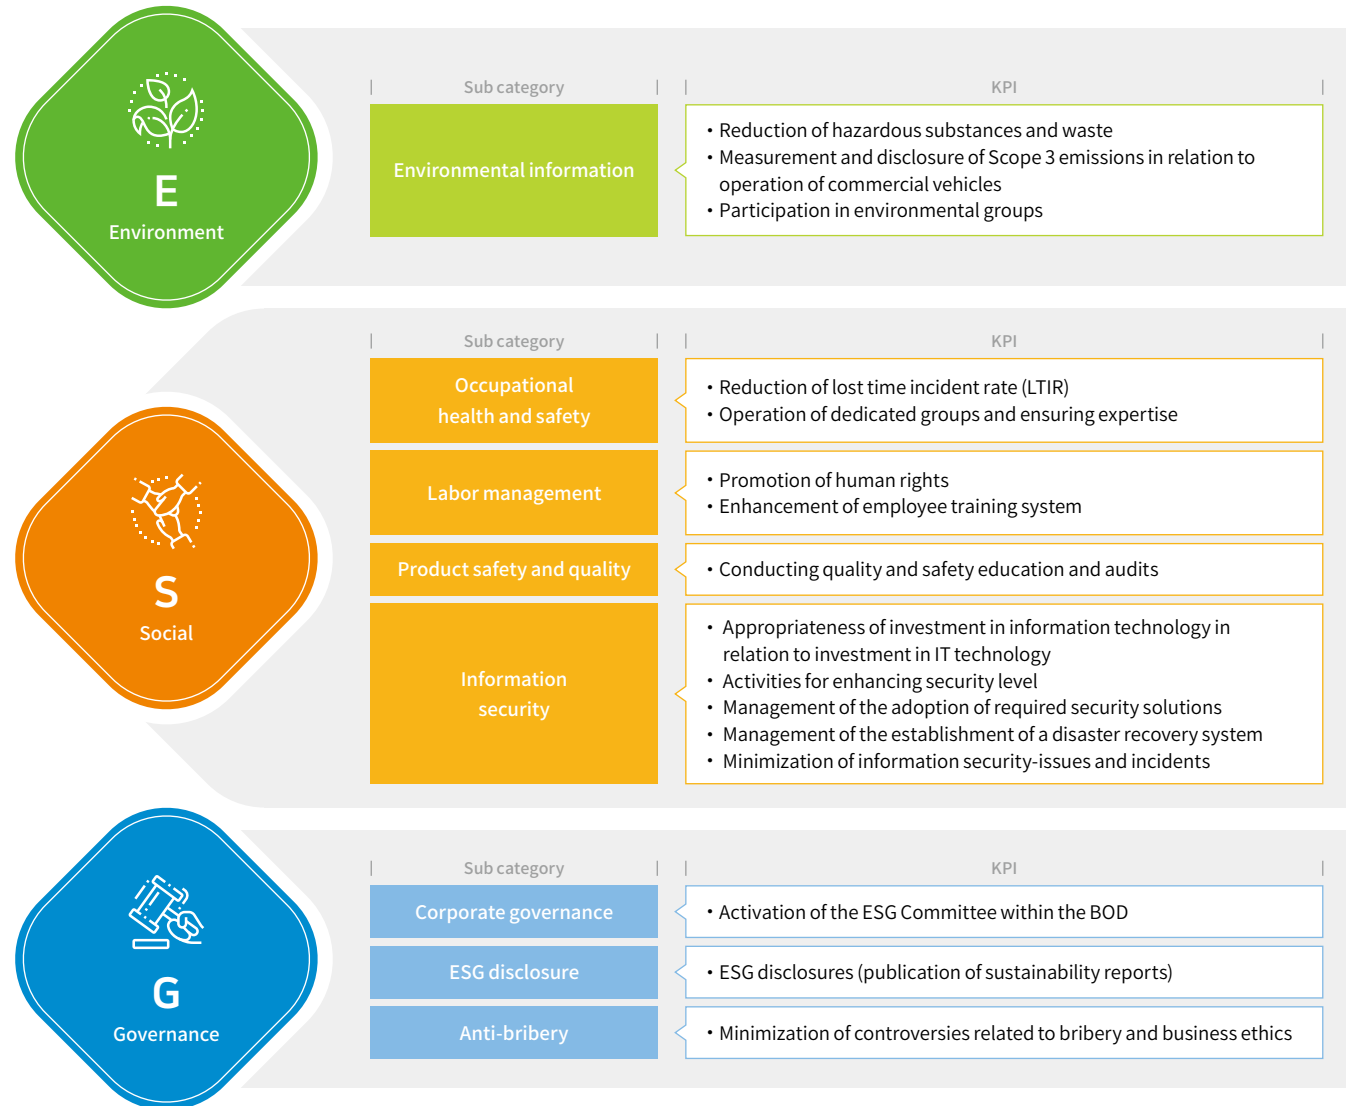 E
Environment
Sub category
KPI
Environmental information
• Reduction of hazardous substances and waste
• Measurement and disclosure of Scope 3 emissions in relation to
operation of commercial vehicles
• Participation in environmental groups
S
Social
Sub category
KPI
Occupational
health and safety
• Reduction of lost time incident rate (LTIR)
• Operation of dedicated groups and ensuring expertise
Labor management
• Promotion of human rights
• Enhancement of employee training system
Product safety and quality
• Conducting quality and safety education and audits
Information
security
• Appropriateness of investment in information technology in
relation to investment in IT technology
• Activities for enhancing security level
• Management of the adoption of required security solutions
• Management of the establishment of a disaster recovery system
• Minimization of information security-issues and incidents
G
Governance
Sub category
KPI
Corporate governance
• Activation of the ESG Committee within the BOD
ESG disclosure
• ESG disclosures (publication of sustainability reports)
Anti-bribery
• Minimization of controversies related to bribery and business ethics